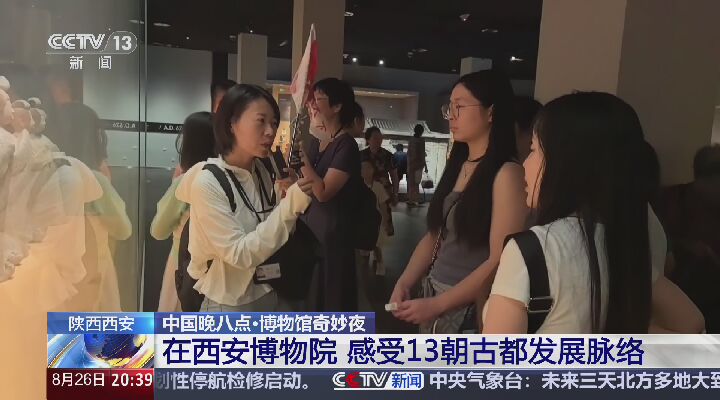 CCTV 13
新闻
陕西西安
中国晚八点·博物馆奇妙夜
在西安博物院 感受13朝古都发展脉络
8月26日 20:39
性停航检修启动。 CCTV新闻 中央气象台：未来三天北方多地大到